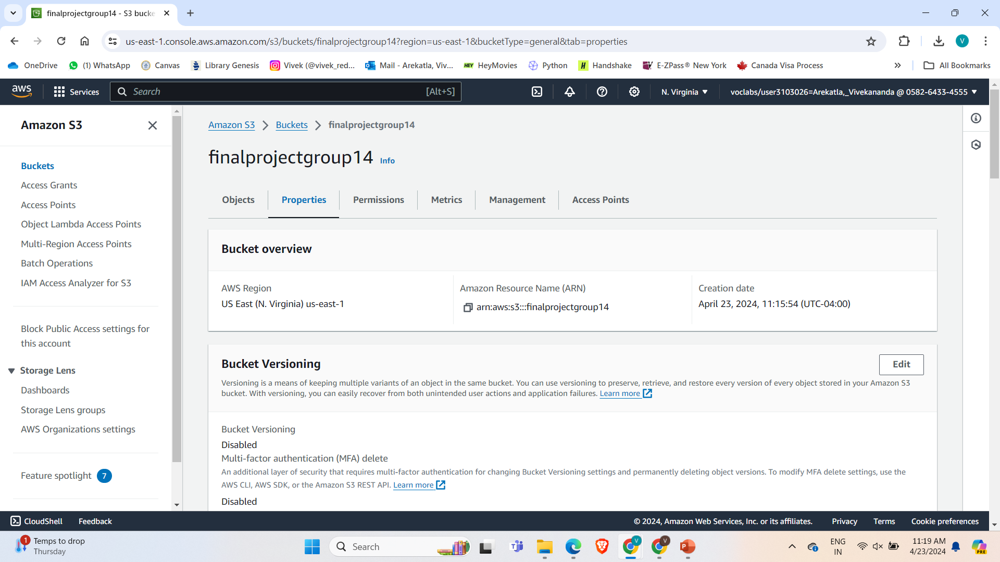 finalprojectgroup14 - S3 bucke
us-east-1.console.aws.amazon.com/s3/buckets/finalprojectgroup14?region=us-east-1&bucketType=general&tab=properties
V
OneDrive (1) WhatsApp Canvas Library Genesis Vivek (@vivek_red... Mail - Arekatla, Viv... HEY HeyMovies Python Handshake E-ZPass® New York Canada Visa Process All Bookmarks
aws Services Search [Alt+S] N. Virginia voclabs/user3103026=Arekatla,_Vivekananda @ 0582-6433-4555
Amazon S3
Buckets
Access Grants
Access Points
Object Lambda Access Points
Multi-Region Access Points
Batch Operations
IAM Access Analyzer for S3
Block Public Access settings for
this account
Storage Lens
Dashboards
Storage Lens groups
AWS Organizations settings
Feature spotlight 7
Amazon S3 Buckets finalprojectgroup14
finalprojectgroup14 Info
Objects Properties Permissions Metrics Management Access Points
Bucket overview
AWS Region
US East (N. Virginia) us-east-1
Amazon Resource Name (ARN)
arn:aws:s3:::finalprojectgroup14
Creation date
April 23, 2024, 11:15:54 (UTC-04:00)
Bucket Versioning
Edit
Versioning is a means of keeping multiple variants of an object in the same bucket. You can use versioning to preserve, retrieve, and restore every version of every object stored in your Amazon S3
bucket. With versioning, you can easily recover from both unintended user actions and application failures. Learn more
Bucket Versioning
Disabled
Multi-factor authentication (MFA) delete
An additional layer of security that requires multi-factor authentication for changing Bucket Versioning settings and permanently deleting object versions. To modify MFA delete settings, use the
AWS CLI, AWS SDK, or the Amazon S3 REST API. Learn more
Disabled
CloudShell Feedback © 2024, Amazon Web Services, Inc. or its affiliates. Privacy Terms Cookie preferences
1
Temps to drop
Thursday
Search
V
V
P
ENG
IN
11:19 AM
4/23/2024
PRE